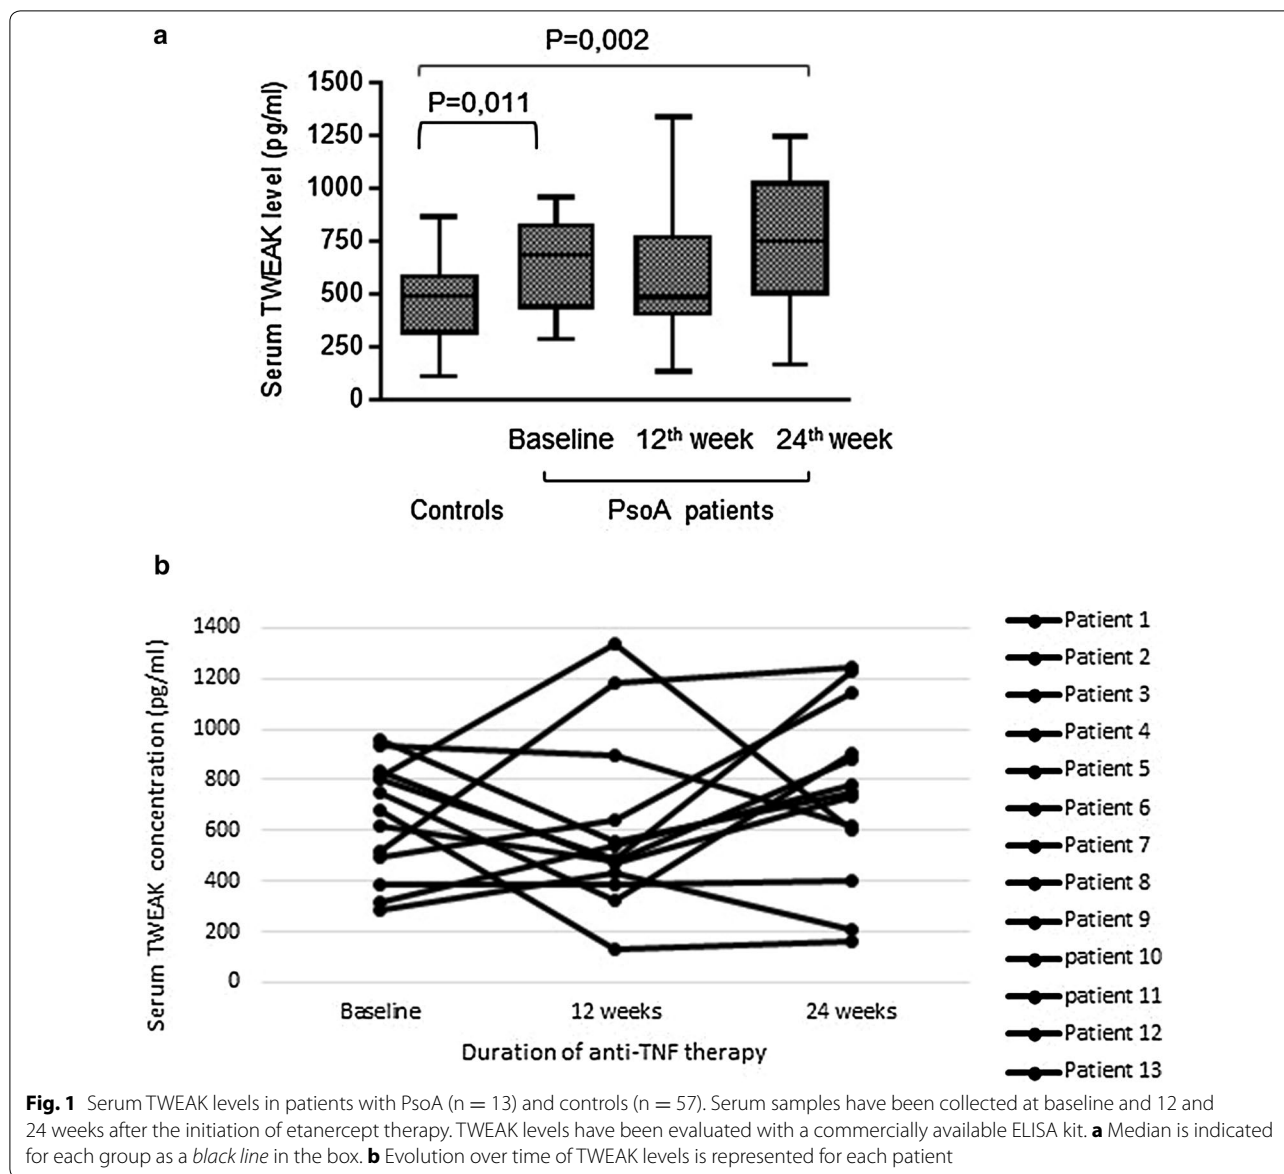 a
P=0,002
P=0,011
Serum TWEAK level (pg/ml)
1500
1250
1000
750
500
250
0
Baseline 12th week 24th week
Controls PsoA patients
b
Serum TWEAK concentration (pg/ml)
1400
1200
1000
800
600
400
200
0
Baseline 12 weeks 24 weeks
Duration of anti-TNF therapy
Patient 1
Patient 2
Patient 3
Patient 4
Patient 5
Patient 6
Patient 7
Patient 8
Patient 9
patient 10
patient 11
Patient 12
Patient 13
Fig. 1 Serum TWEAK levels in patients with PsoA (n = 13) and controls (n = 57). Serum samples have been collected at baseline and 12 and
24 weeks after the initiation of etanercept therapy. TWEAK levels have been evaluated with a commercially available ELISA kit. a Median is indicated
for each group as a black line in the box. b Evolution over time of TWEAK levels is represented for each patient